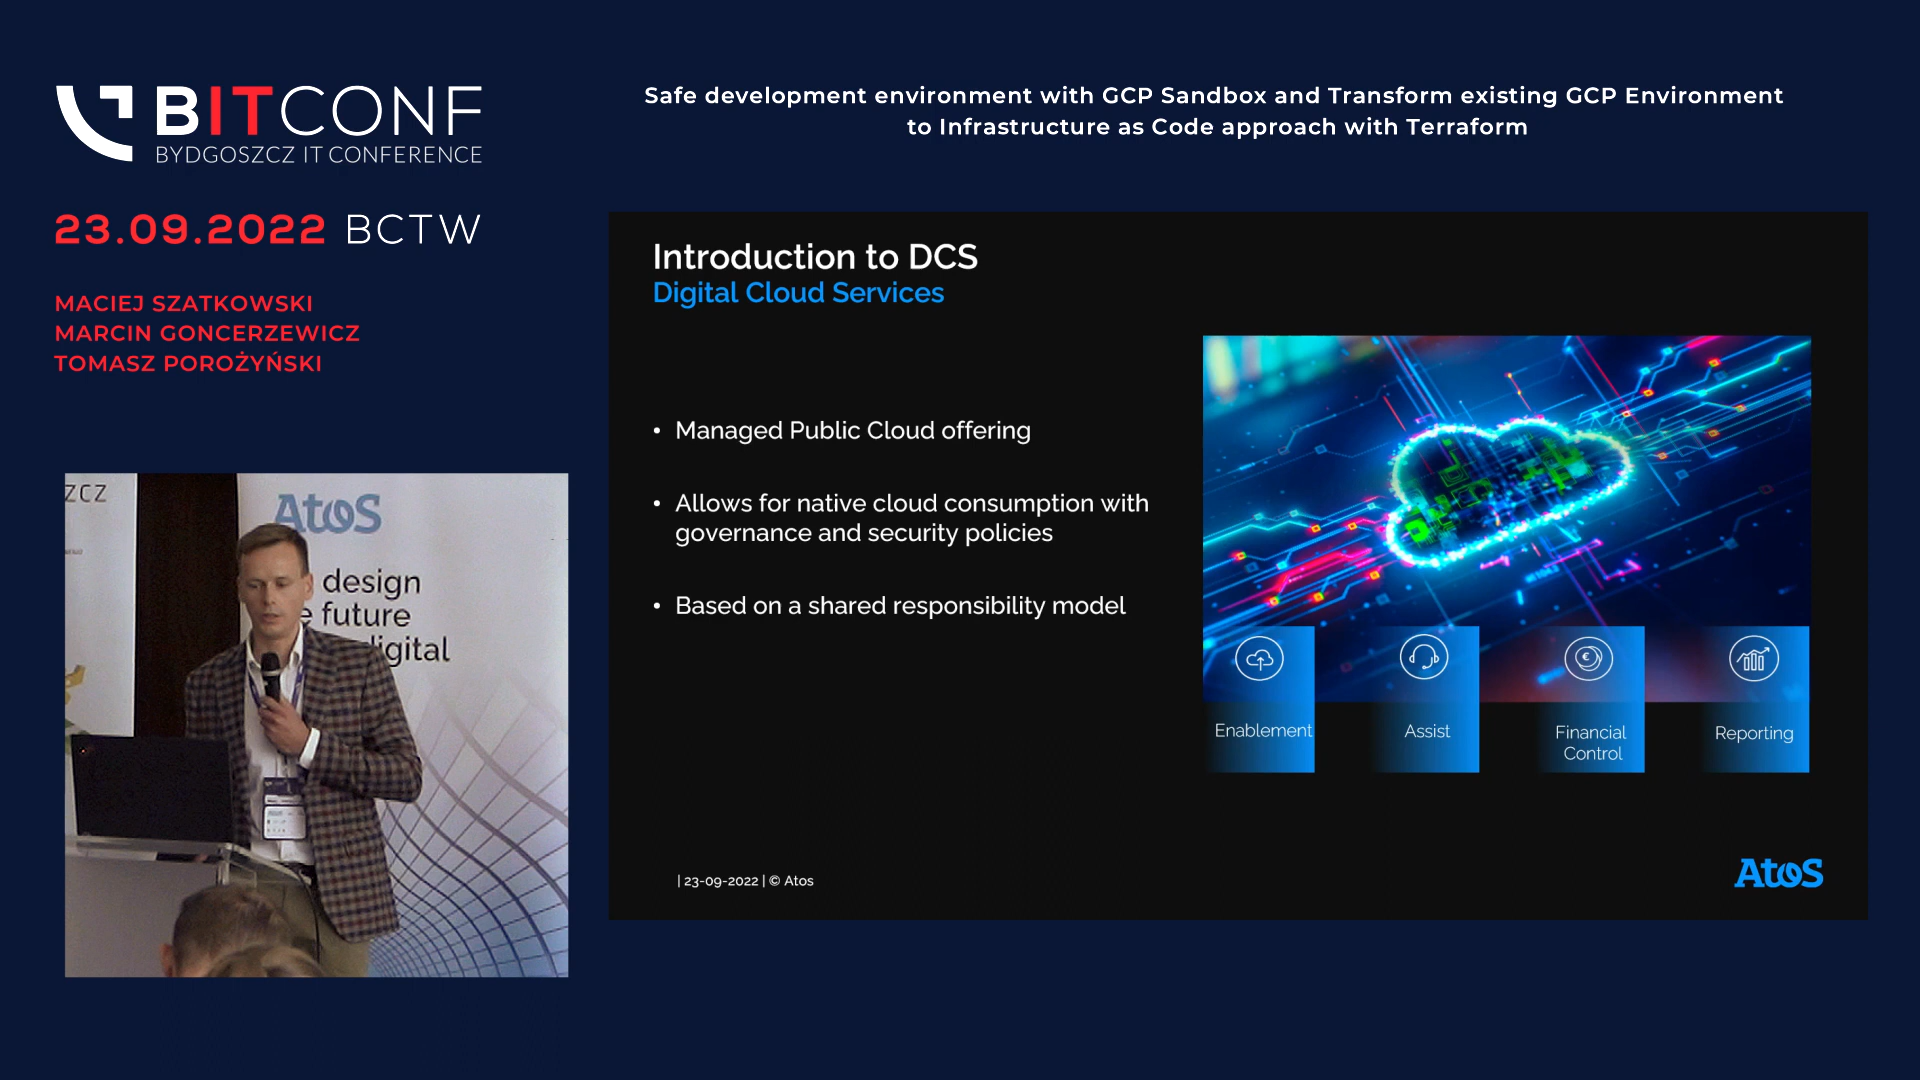 BITCONF
BYDGOSZCZ IT CONFERENCE
23.09.2022 BCTW
MACIEJ SZATKOWSKI
MARCIN GONCERZEWICZ
TOMASZ POROŻYŃSKI
Safe development environment with GCP Sandbox and Transform existing GCP Environment
to Infrastructure as Code approach with Terraform
Introduction to DCS
Digital Cloud Services
• Managed Public Cloud offering
• Allows for native cloud consumption with
governance and security policies
• Based on a shared responsibility model
Enablement
Assist
Financial
Control
Reporting
| 23-09-2022 | © Atos
Atos
ZCZ
Atos
design
e future
digital